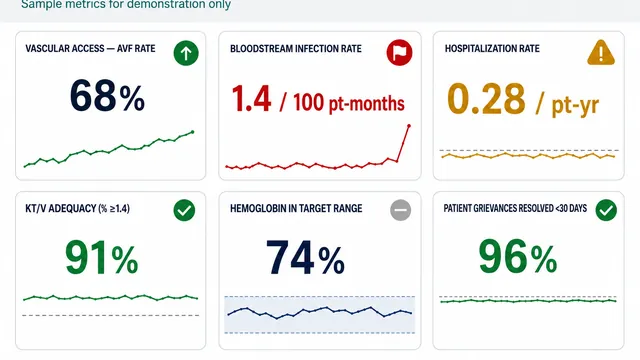 Sample metrics for demonstration only
VASCULAR ACCESS — AVF RATE
68%
BLOODSTREAM INFECTION RATE
1.4 / 100 pt-months
HOSPITALIZATION RATE
0.28 / pt-yr
KT/V ADEQUACY (% ≥1.4)
91%
HEMOGLOBIN IN TARGET RANGE
74%
PATIENT GRIEVANCES RESOLVED <30 DAYS
96%